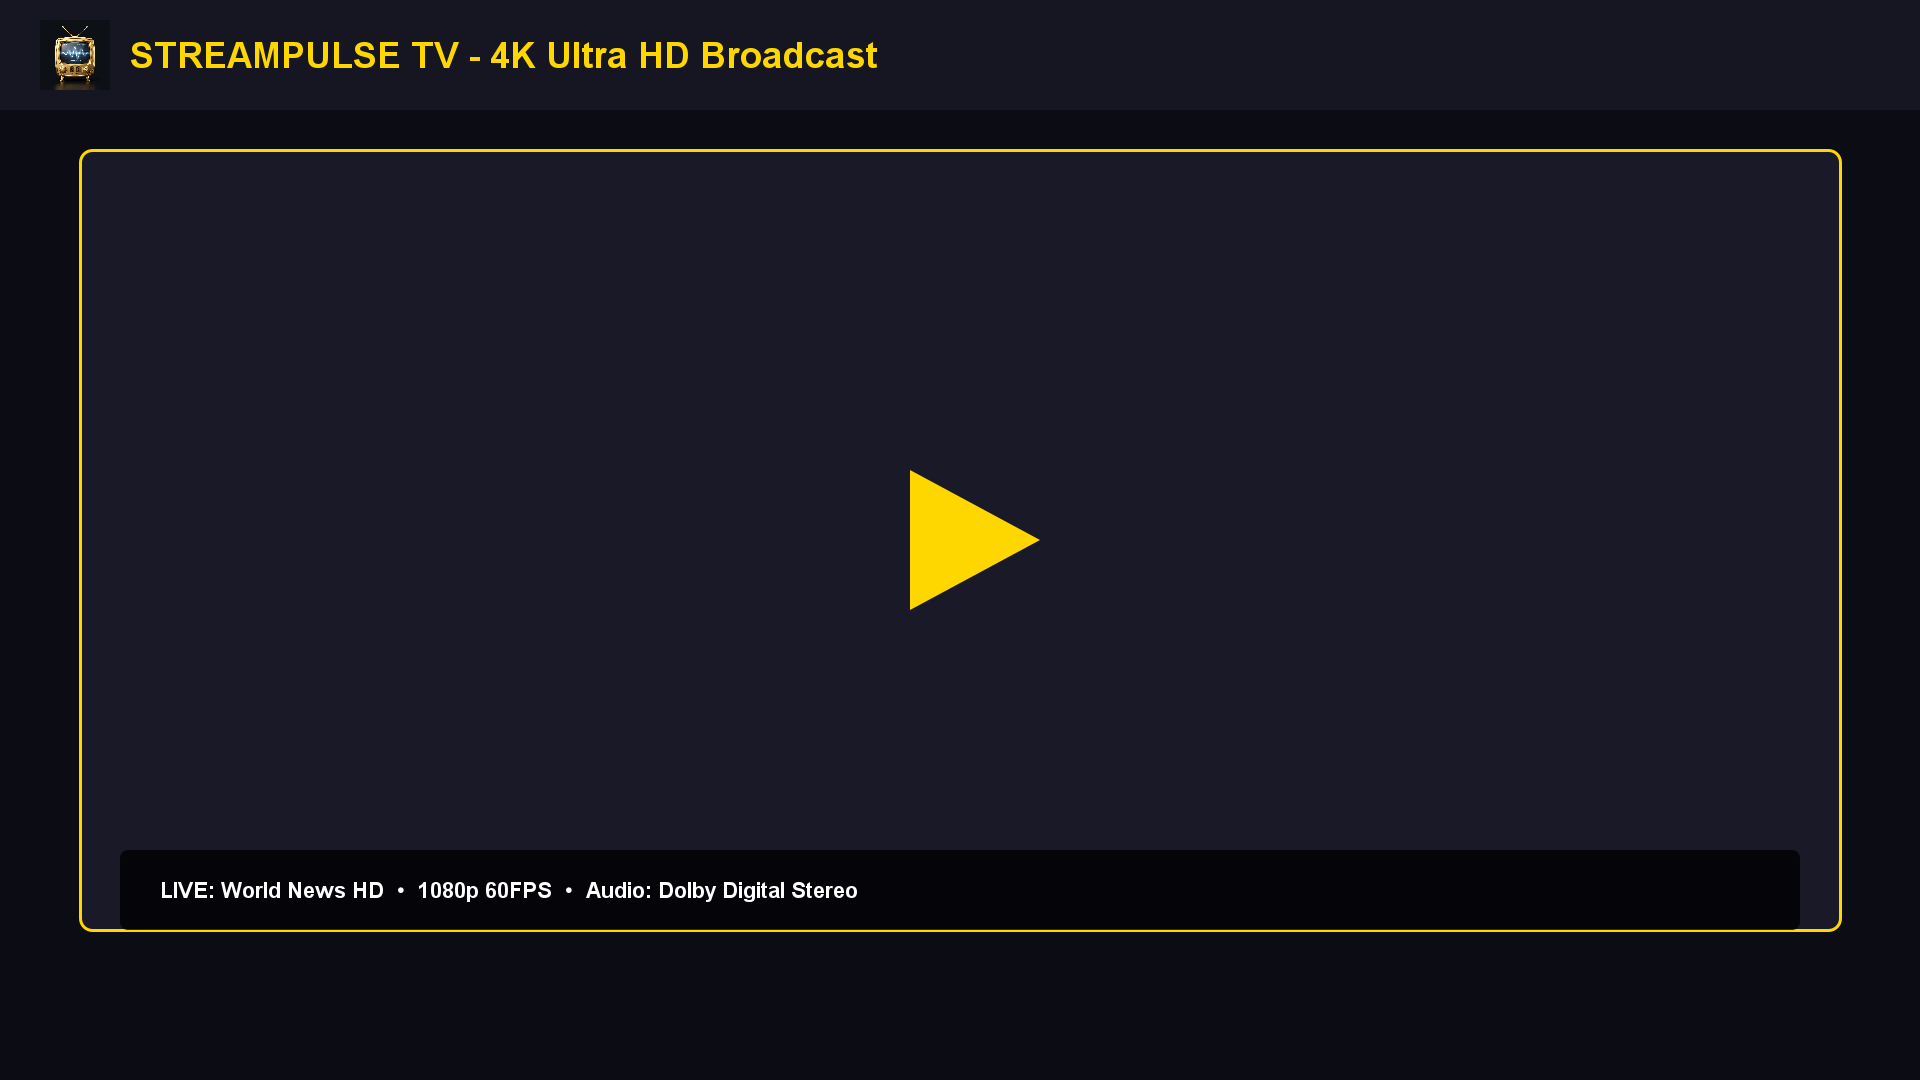 STREAMPULSE TV - 4K Ultra HD Broadcast
LIVE: World News HD • 1080p 60FPS • Audio: Dolby Digital Stereo